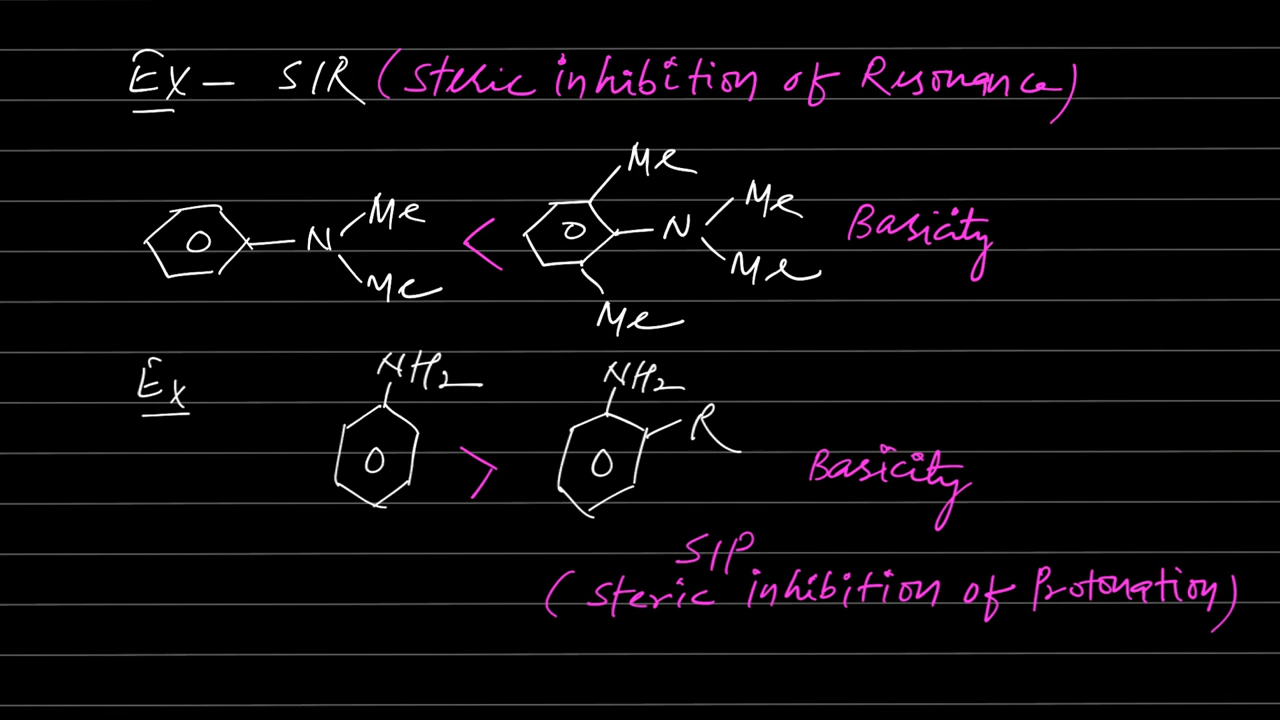 Ex - SIR (Steric inhibition of Resonance)
Me
N Me < N Me Basicity
Me Me
Me
Ex NH2 NH2
R
> Basicity
SIP
(Steric inhibition of Protonation)